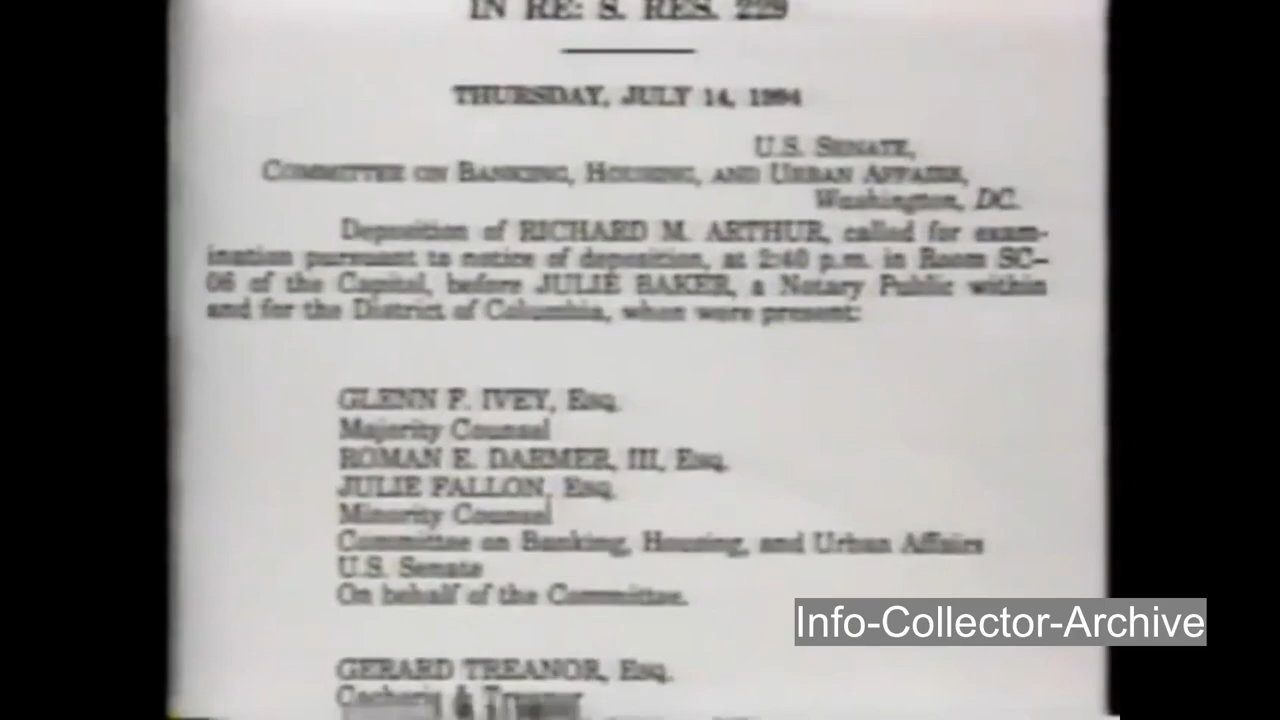 IN RE: S. RES. 229
THURSDAY, JULY 14, 1994
U.S. SENATE,
COMMITTEE ON BANKING, HOUSING, AND URBAN AFFAIRS,
Washington, DC.
Deposition of RICHARD M. ARTHUR, called for exam-
ination pursuant to notice of deposition, at 2:40 p.m. in Room SC-
06 of the Capitol, before JULIE BAKER, a Notary Public within
and for the District of Columbia, when were present:
GLENN F. IVEY, Esq.
Majority Counsel
ROMAN E. DARMER, III, Esq.
JULIE FALLON, Esq.
Minority Counsel
Committee on Banking, Housing, and Urban Affairs
U.S. Senate
On behalf of the Committee.
Info-Collector-Archive
GERARD TREANOR, Esq.
Cacheris & Treanor